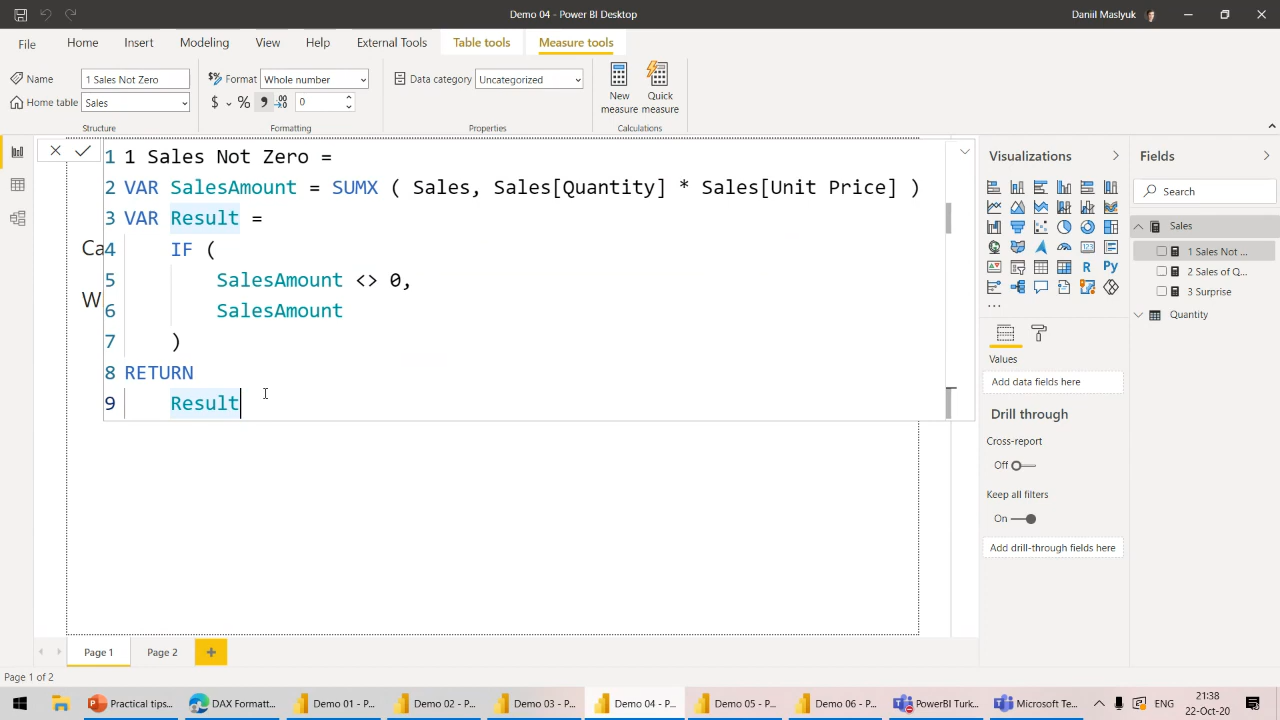 Demo 04 - Power BI Desktop
Daniil Maslyuk
File
Home
Insert
Modeling
View
Help
External Tools
Table tools
Measure tools
Name
1 Sales Not Zero
Home table
Sales
Structure
Format
Whole number
$
%
0
Formatting
Data category
Uncategorized
Properties
New
measure
Quick
measure
Calculations
1 1 Sales Not Zero =
2 VAR SalesAmount = SUMX ( Sales, Sales[Quantity] * Sales[Unit Price] )
3 VAR Result =
4 IF (
5 SalesAmount <> 0,
6 SalesAmount
7 )
8 RETURN
9 Result
Ca
W
Visualizations
R
Py
...
Values
Add data fields here
Drill through
Cross-report
Off
Keep all filters
On
Add drill-through fields here
Fields
Search
Sales
1 Sales Not ...
2 Sales of Q...
3 Surprise
Quantity
Page 1
Page 2
+
Page 1 of 2
Practical tips...
DAX Formatt...
Demo 01 - P...
Demo 02 - P...
Demo 03 - P...
Demo 04 - P...
Demo 05 - P...
Demo 06 - P...
PowerBI Turk...
Microsoft Te...
ENG
21:38
22-Oct-20